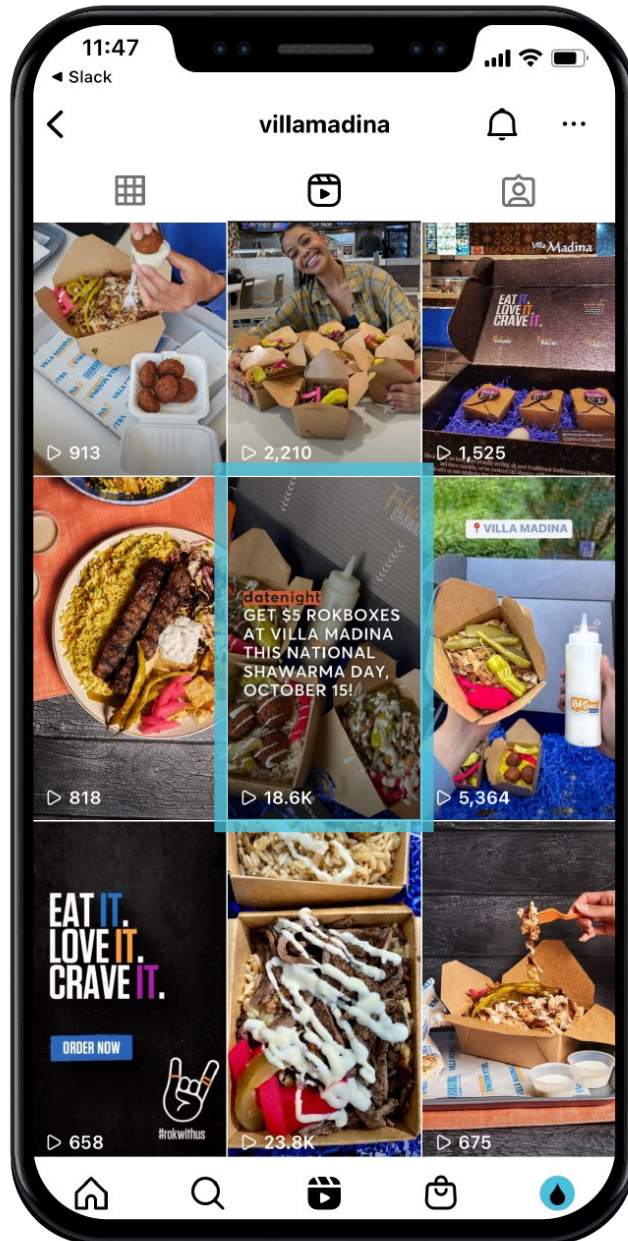 11:47
◀ Slack
villamadina
Villa Madina
EAT IT.
LOVE IT.
CRAVE IT.
913
2,210
1,525
VILLA MADINA
datenight
GET $5 ROKBOXES
AT VILLA MADINA
THIS NATIONAL
SHAWARMA DAY,
OCTOBER 15!
818
18.6K
5,364
EAT IT.
LOVE IT.
CRAVE IT.
ORDER NOW
#rokwithus
658
23.8K
675